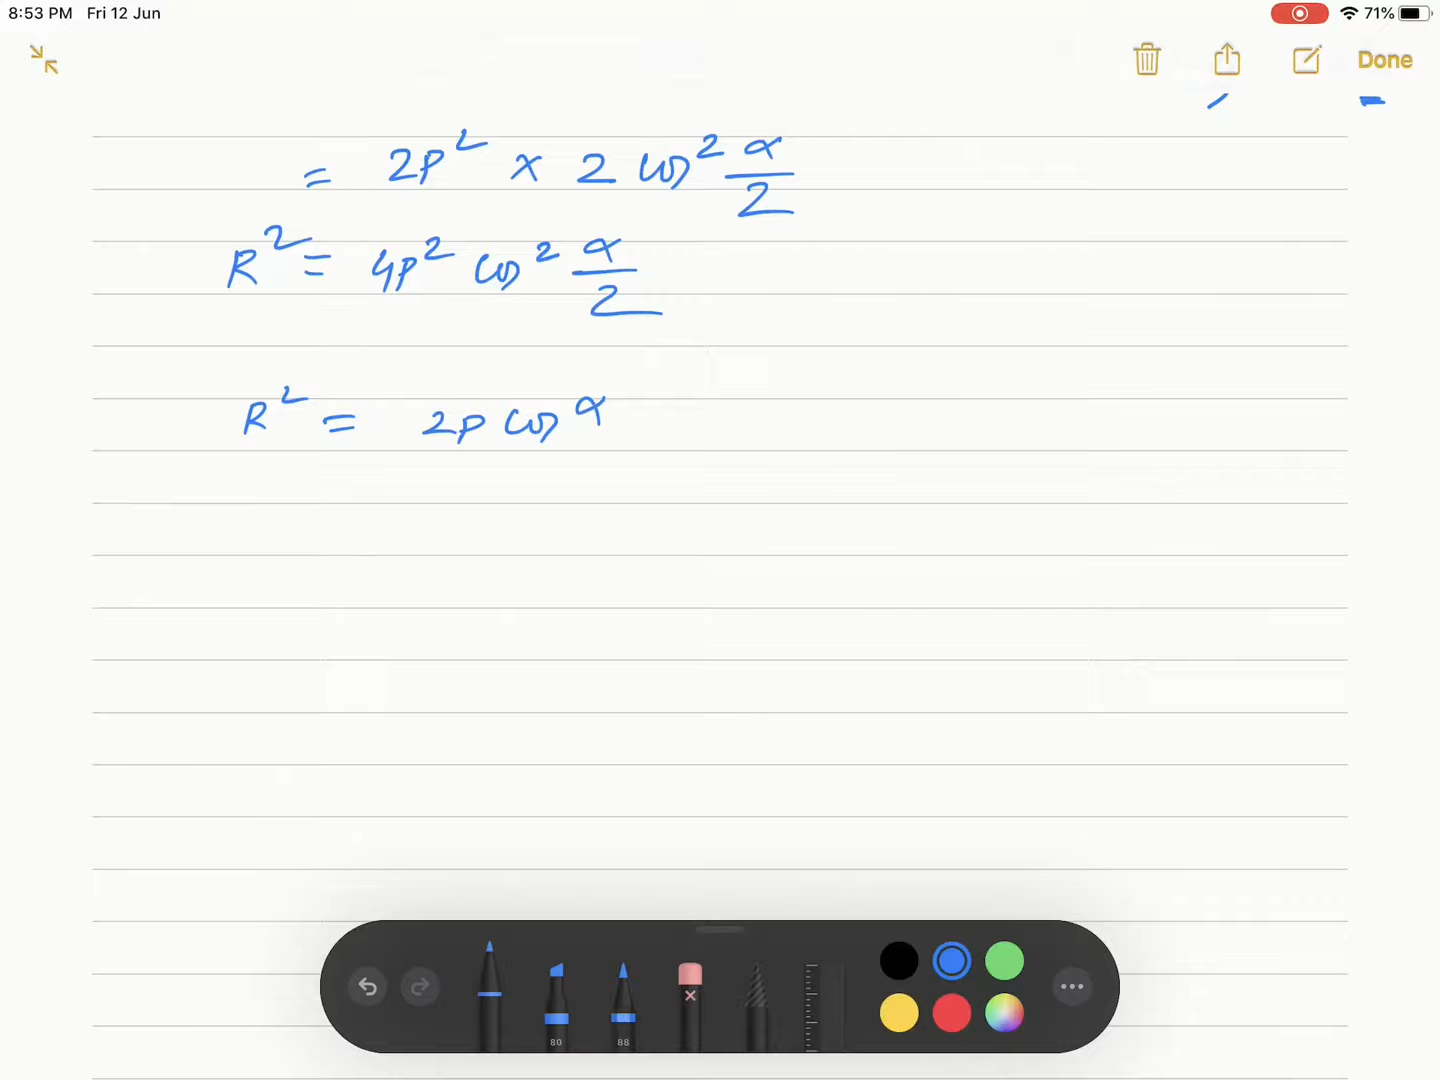 8:53 PM Fri 12 Jun 71%
Done
= 2P² × 2 cos² α/2
R² = 4P² cos² α/2
R² = 2P cos α
80 88